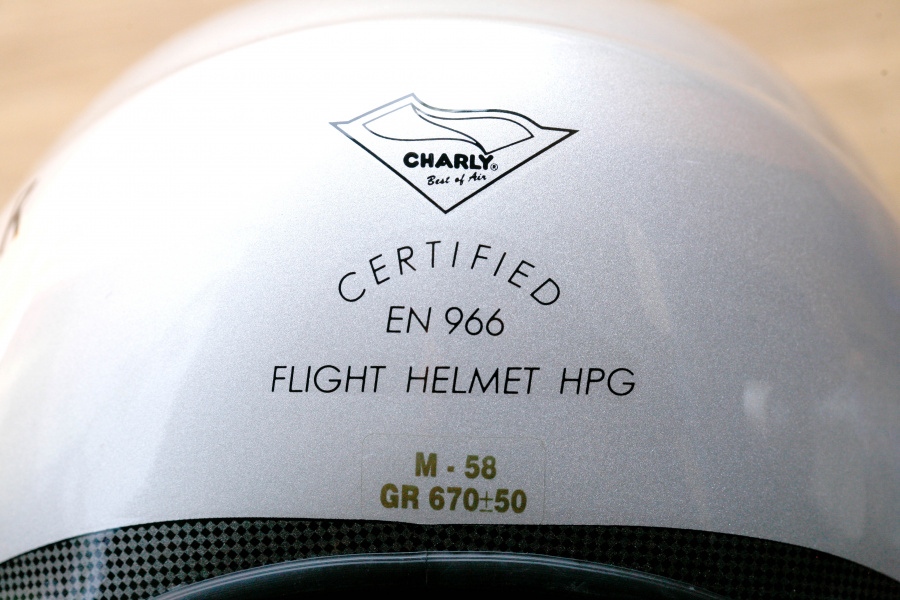 CHARLY®
Best of Air
CERTIFIED
EN 966
FLIGHT HELMET HPG
M - 58
GR 670±50